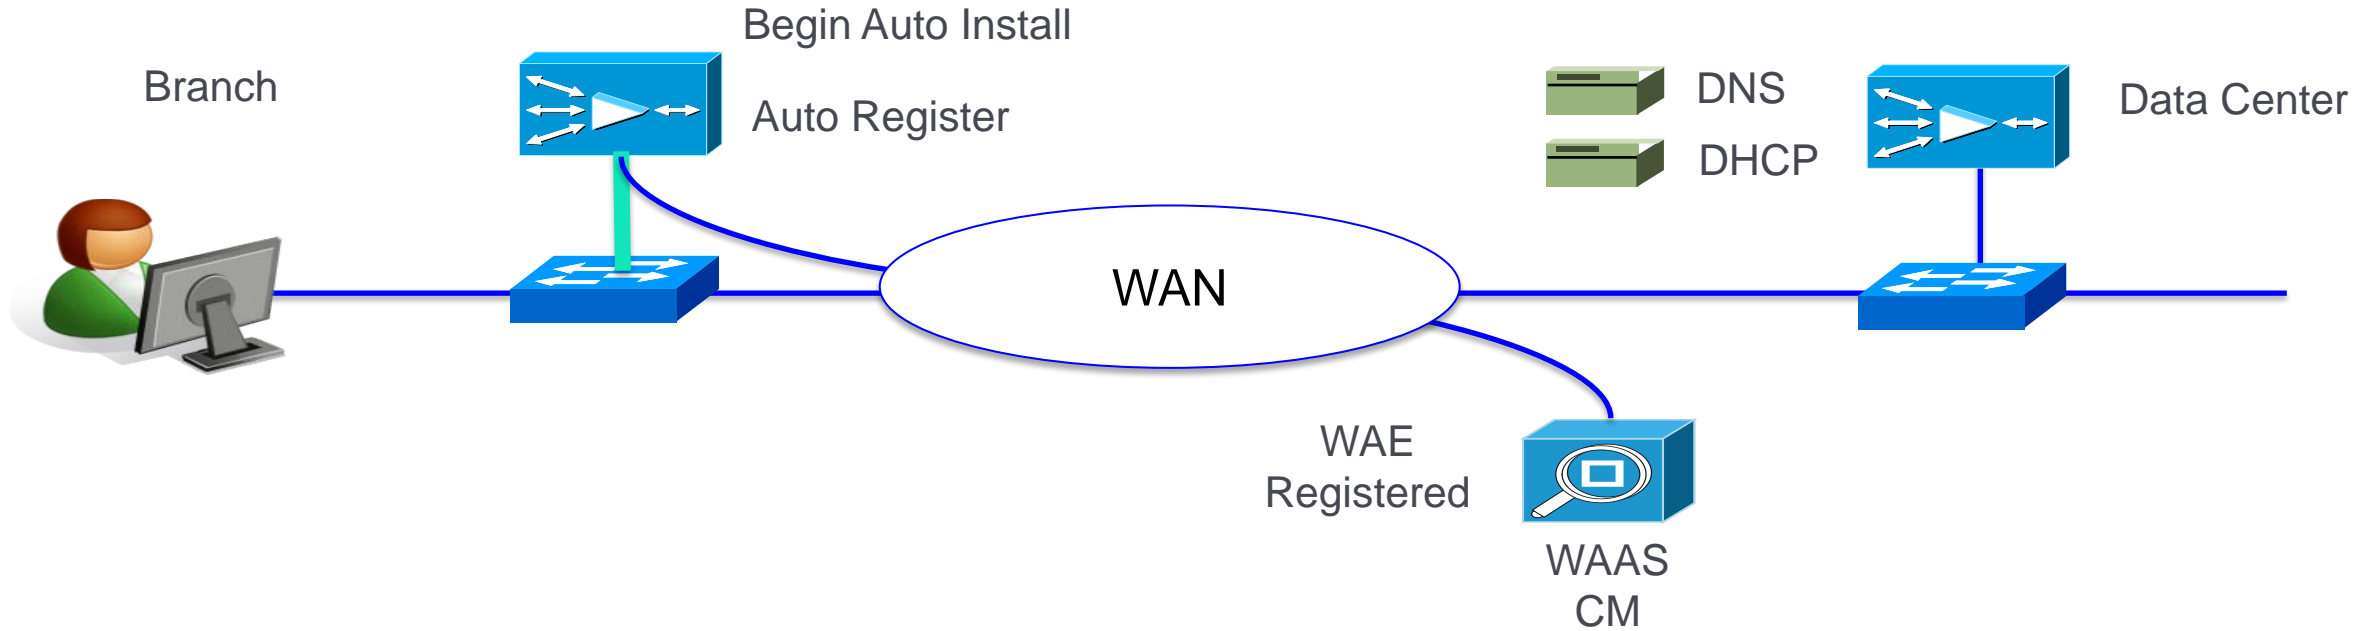 Begin Auto Install
Branch
Auto Register
DNS
DHCP
Data Center
WAN
WAE
Registered
WAAS
CM